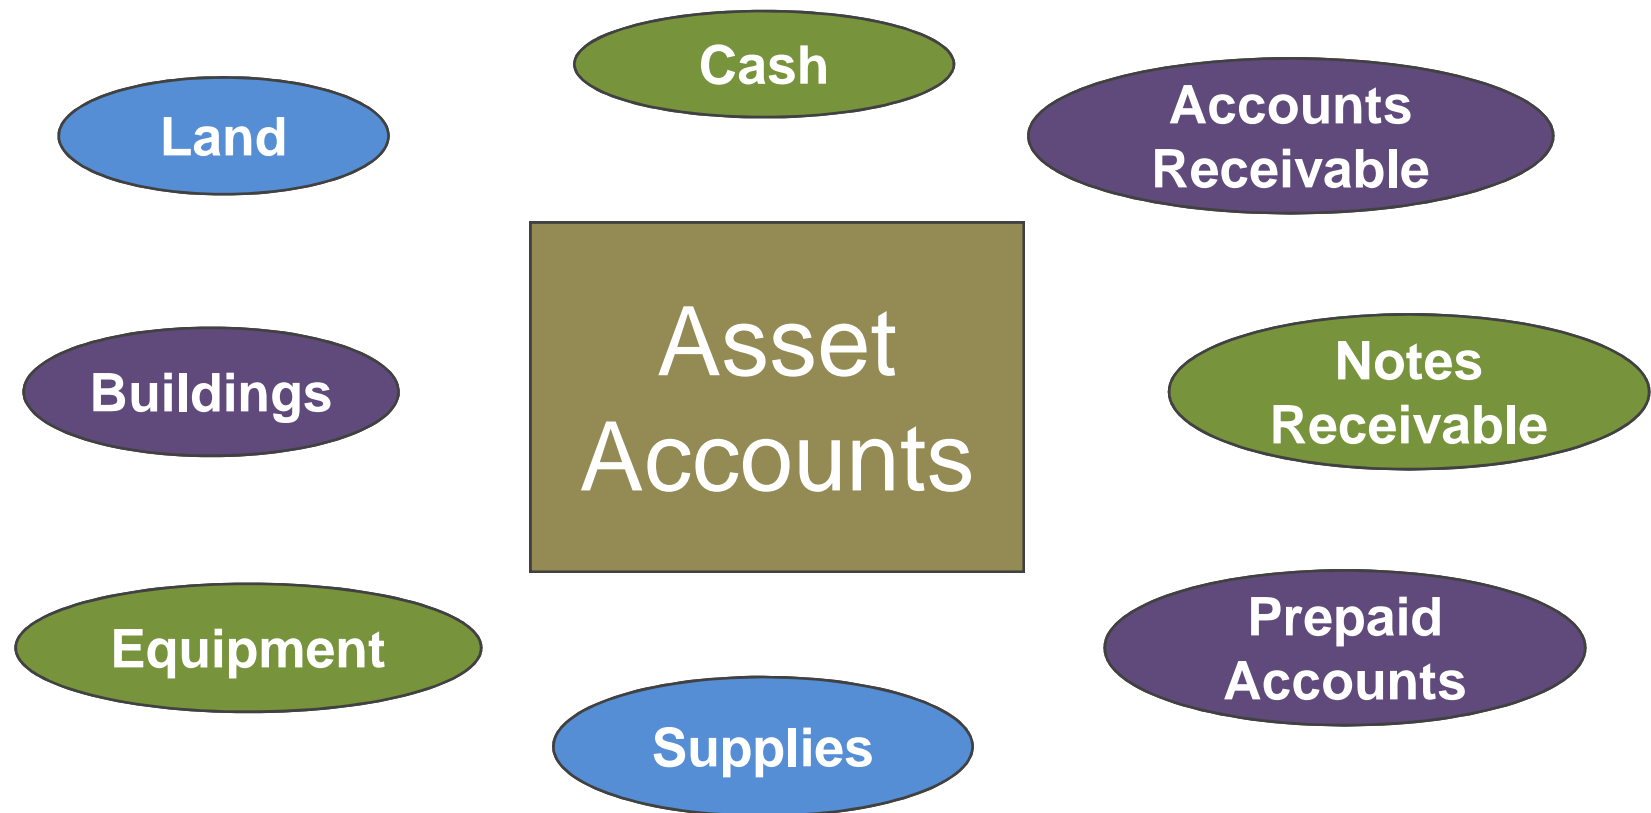 Cash
Land
Accounts
Receivable
Asset
Accounts
Buildings
Notes
Receivable
Equipment
Prepaid
Accounts
Supplies